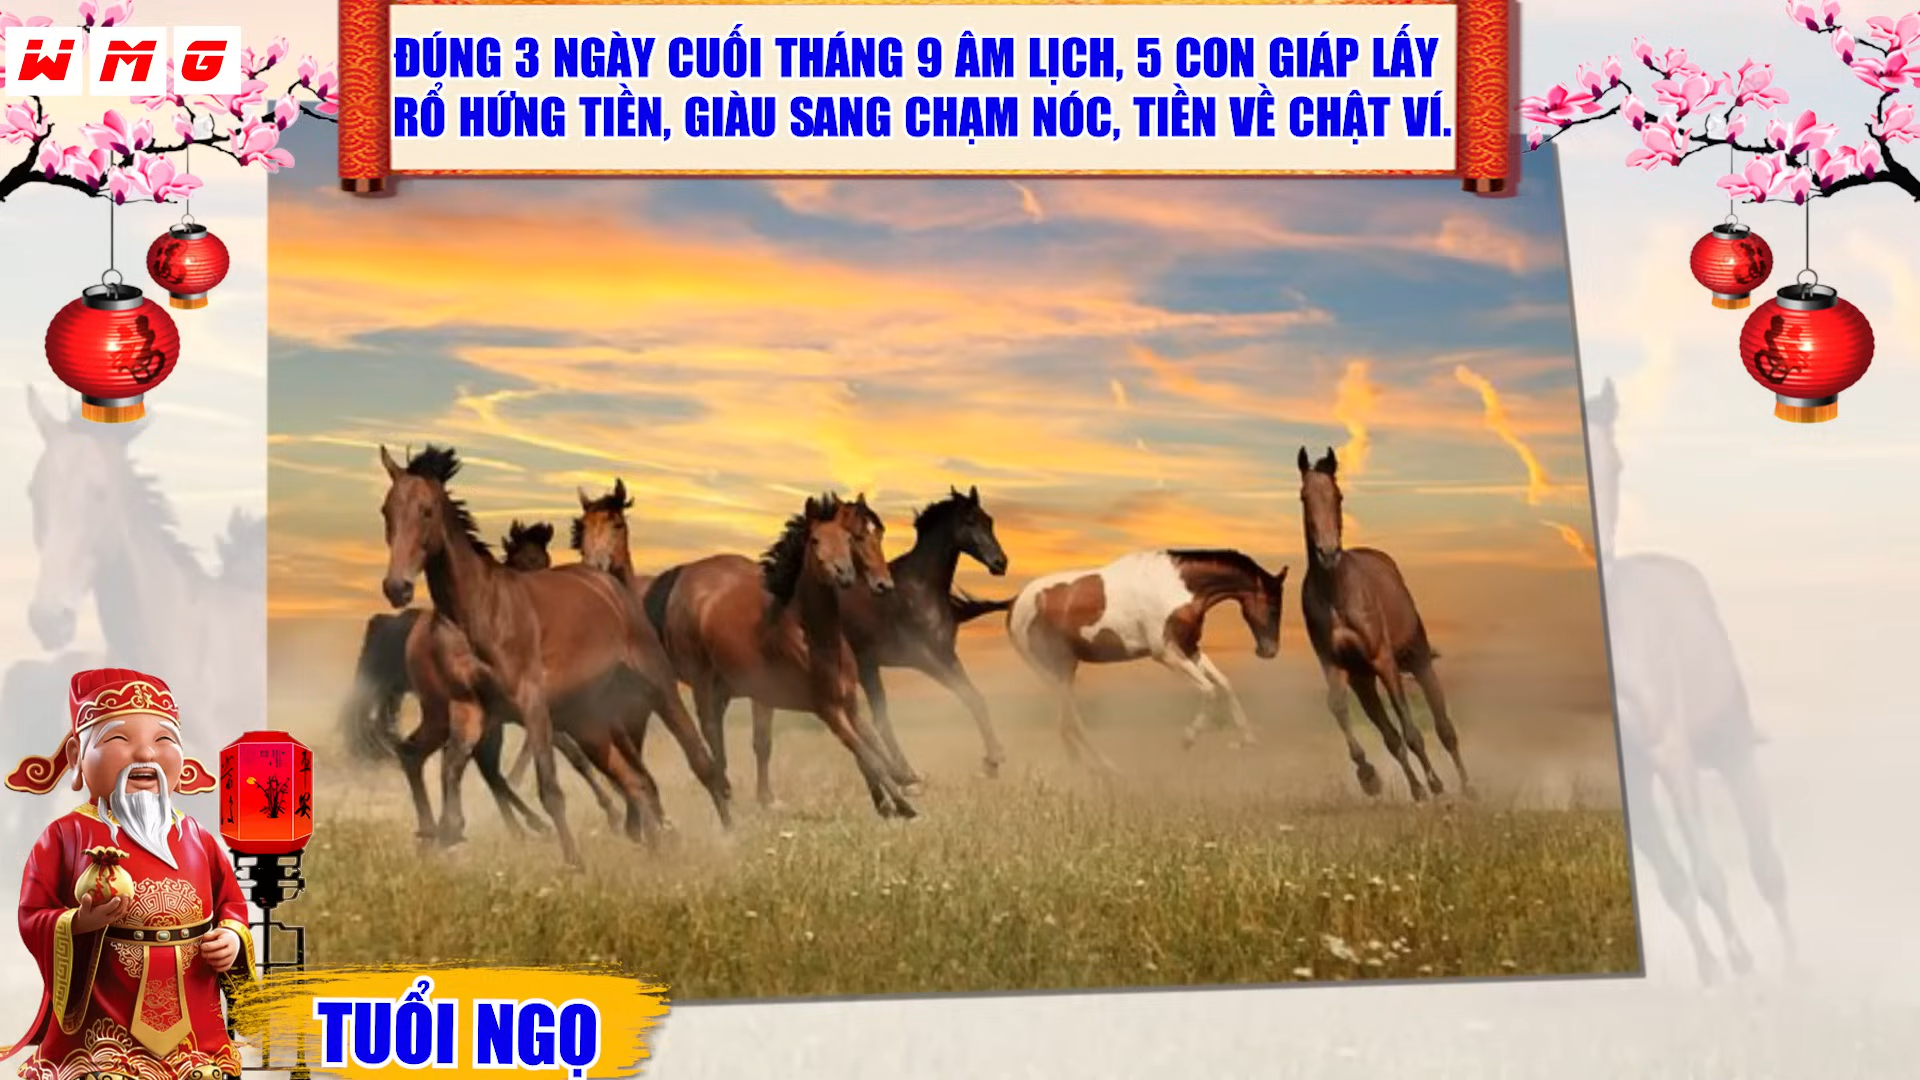 WMG
ĐÚNG 3 NGÀY CUỐI THÁNG 9 ÂM LỊCH, 5 CON GIÁP LẤY
RỔ HỨNG TIỀN, GIÀU SANG CHẠM NÓC, TIỀN VỀ CHẬT VÍ.
TUỔI NGỌ